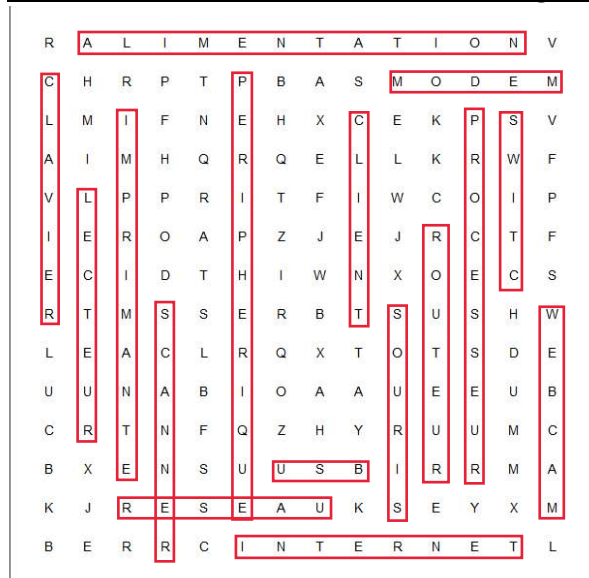 R A L I M E N T A T I O N V
C H R P T P B A S M O D E M
L M I F N E H X C E K P S V
A I M H Q R Q E L L K R W F
V L P P R I T F I W C O I P
I E R O A P Z J E J R C T F
E C I D T H I W N X O E C S
R T M S S E R B T S U S H W
L E A C L R Q X T O T S D E
U U N A B I O A A U E E U B
C R T N F Q Z H Y R U U M C
B X E N S U U S B I R R M A
K J R E S E A U K S E Y X M
B E R R C I N T E R N E T L